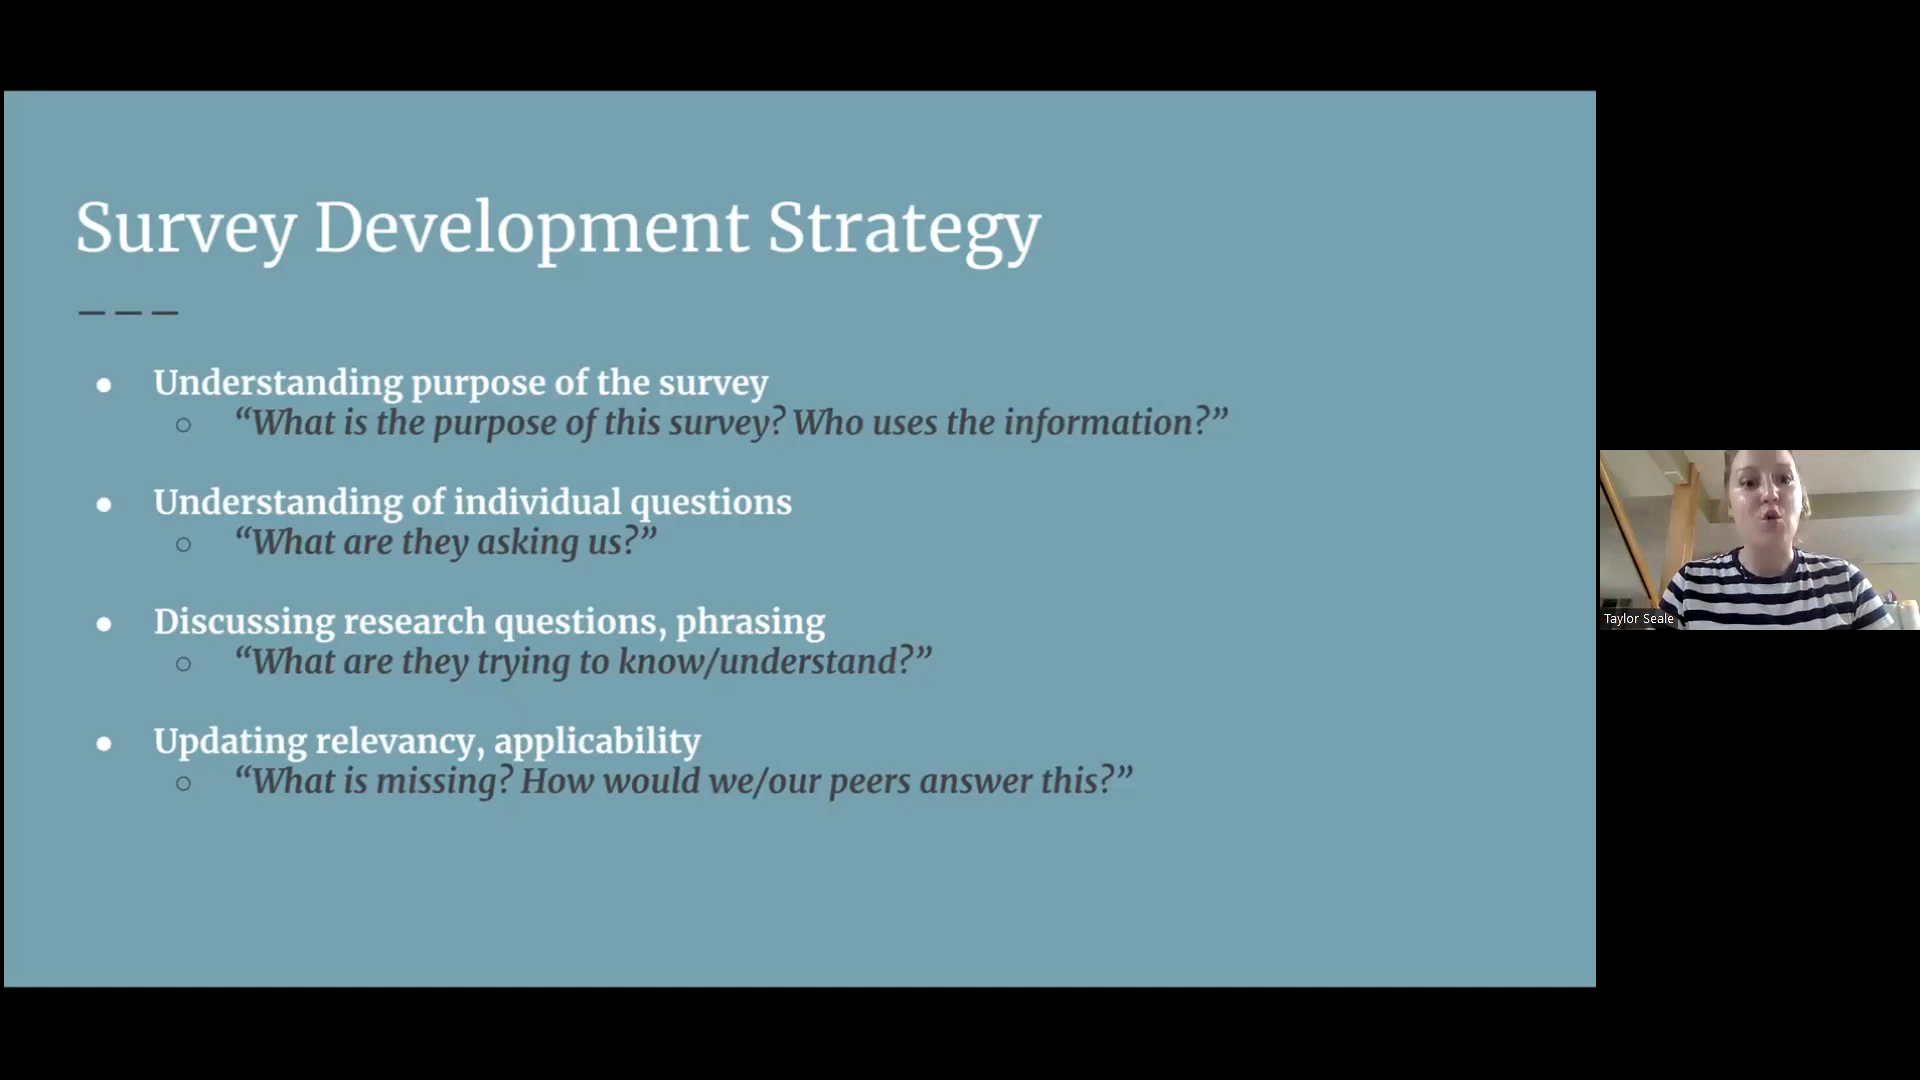 Survey Development Strategy
● Understanding purpose of the survey
○ “What is the purpose of this survey? Who uses the information?”
● Understanding of individual questions
○ “What are they asking us?”
● Discussing research questions, phrasing
○ “What are they trying to know/understand?”
● Updating relevancy, applicability
○ “What is missing? How would we/our peers answer this?”
Taylor Seale